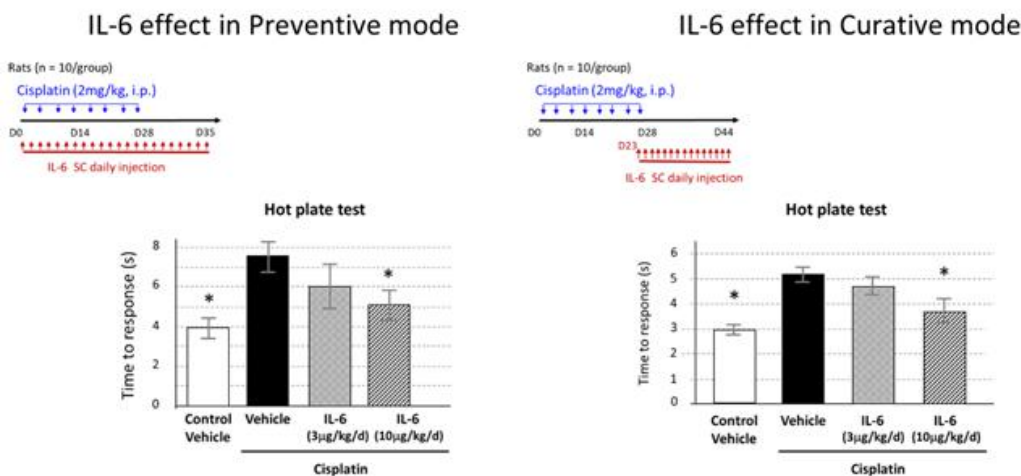 IL-6 effect in Preventive mode
Rats (n = 10/group)
Cisplatin (2mg/kg, i.p.)
D0 D14 D28 D35
IL-6 SC daily injection
Hot plate test
Time to response (s)
8
6
4
2
0
*
*
Control Vehicle
Vehicle
IL-6 (3µg/kg/d)
IL-6 (10µg/kg/d)
Cisplatin
IL-6 effect in Curative mode
Rats (n = 10/group)
Cisplatin (2mg/kg, i.p.)
D0 D14 D28 D44
D23
IL-6 SC daily injection
Hot plate test
Time to response (s)
6
5
4
3
2
1
0
*
*
Control Vehicle
Vehicle
IL-6 (3µg/kg/d)
IL-6 (10µg/kg/d)
Cisplatin